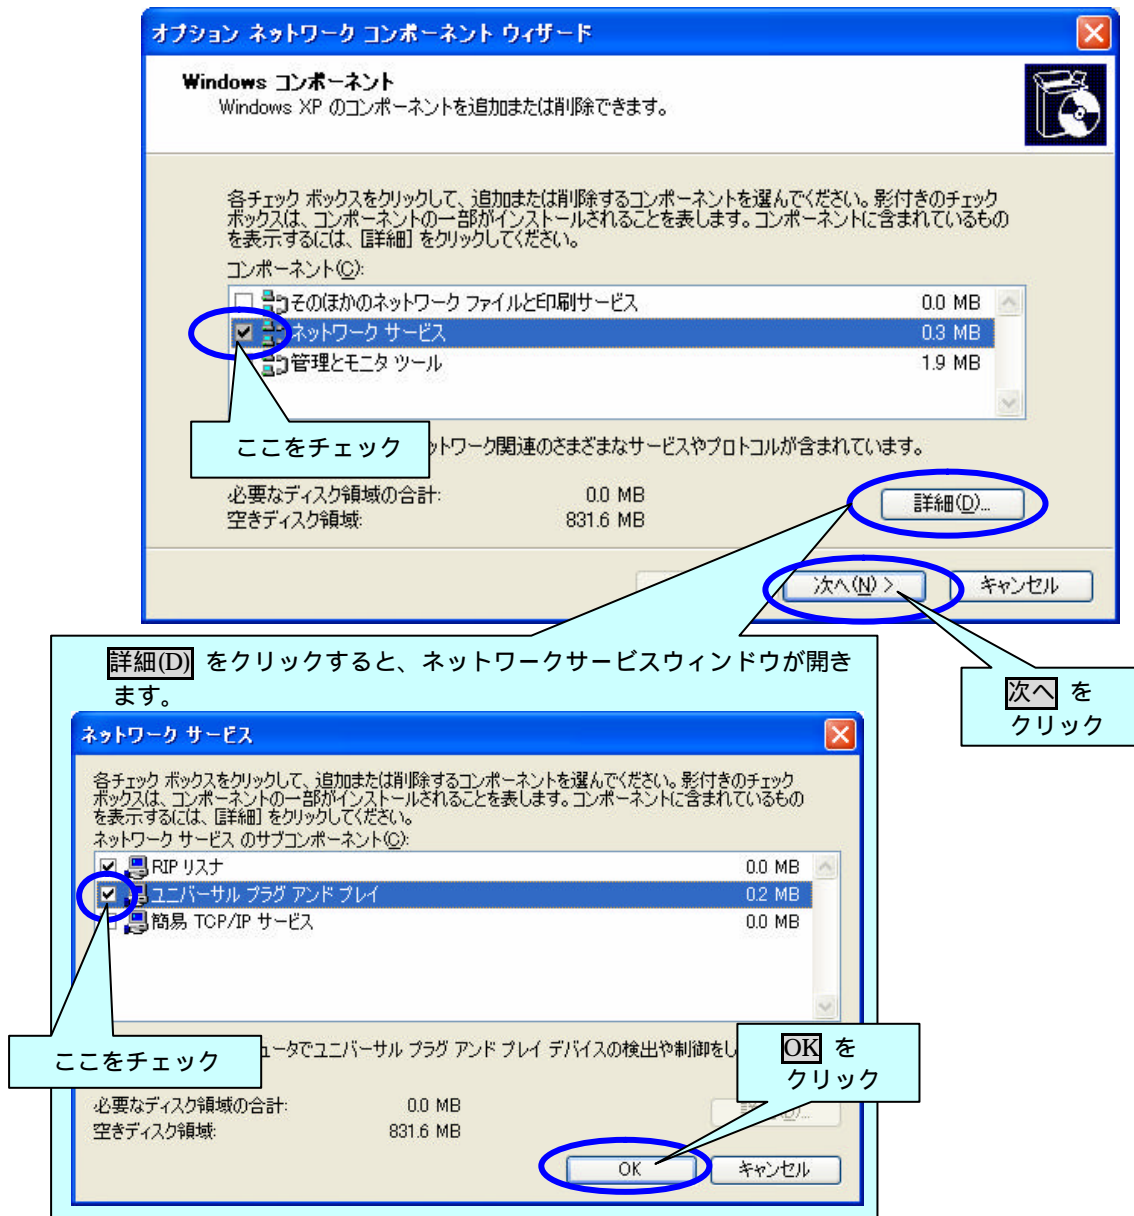 オプション ネットワーク コンポーネント ウィザード
Windows コンポーネント
Windows XP のコンポーネントを追加または削除できます。
各チェック ボックスをクリックして、追加または削除するコンポーネントを選んでください。影付きのチェック
ボックスは、コンポーネントの一部がインストールされることを表します。コンポーネントに含まれているもの
を表示するには、[詳細] をクリックしてください。
コンポーネント(C):
そのほかのネットワーク ファイルと印刷サービス 0.0 MB
ネットワーク サービス 0.3 MB
管理とモニタ ツール 1.9 MB
ここをチェック
ットワーク関連のさまざまなサービスやプロトコルが含まれています。
必要なディスク領域の合計: 0.0 MB
空きディスク領域: 831.6 MB
詳細(D)...
次へ(N) >
キャンセル
詳細(D) をクリックすると、ネットワークサービスウィンドウが開き
ます。
次へ を
クリック
ネットワーク サービス
各チェック ボックスをクリックして、追加または削除するコンポーネントを選んでください。影付きのチェック
ボックスは、コンポーネントの一部がインストールされることを表します。コンポーネントに含まれているもの
を表示するには、[詳細] をクリックしてください。
ネットワーク サービス のサブコンポーネント(C):
RIP リスナ 0.0 MB
ユニバーサル プラグ アンド プレイ 0.2 MB
簡易 TCP/IP サービス 0.0 MB
ここをチェック
ュータでユニバーサル プラグ アンド プレイ デバイスの検出や制御をし
OK を
クリック
必要なディスク領域の合計: 0.0 MB
空きディスク領域: 831.6 MB
OK
キャンセル